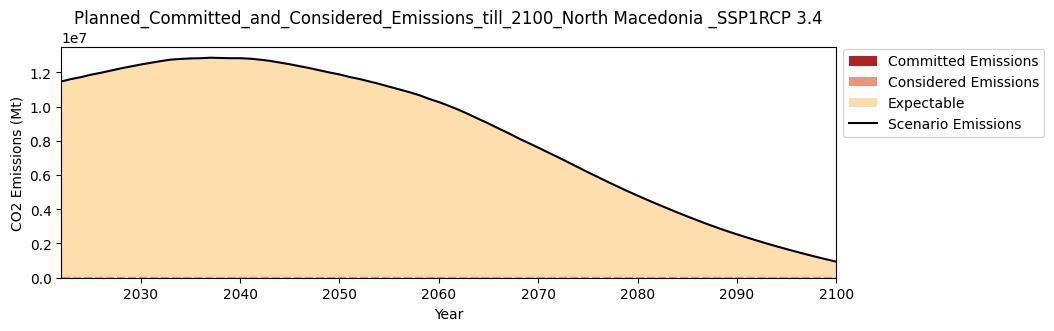 Planned_Committed_and_Considered_Emissions_till_2100_North Macedonia _SSP1RCP 3.4
1e7
1.2
1.0
0.8
0.6
0.4
0.2
0.0
CO2 Emissions (Mt)
2030
2040
2050
2060
2070
2080
2090
2100
Year
Committed Emissions
Considered Emissions
Expectable
Scenario Emissions